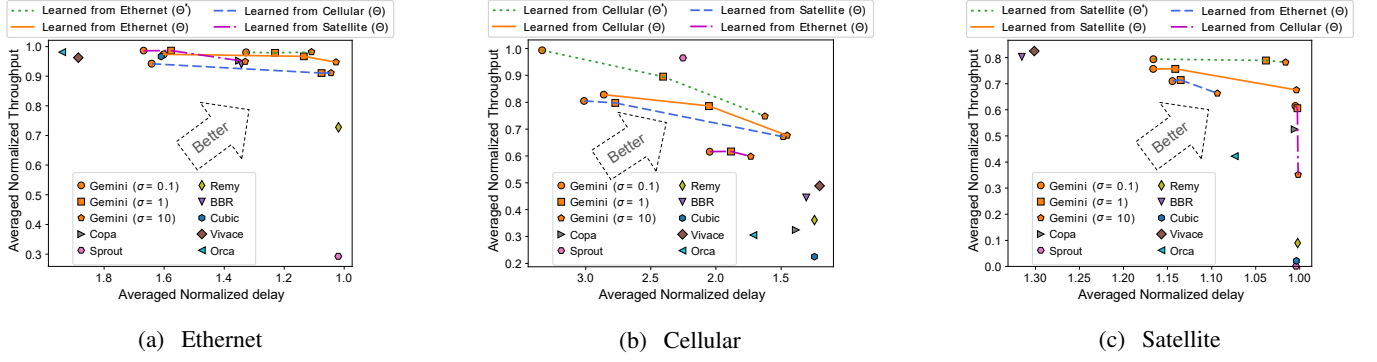 Learned from Ethernet (Θ*) Learned from Cellular (Θ)
Learned from Ethernet (Θ) Learned from Satellite (Θ)
Averaged Normalized Throughput
1.0
0.9
0.8
0.7
0.6
0.5
0.4
0.3
Better
Gemini (σ= 0.1) Remy
Gemini (σ= 1) BBR
Gemini (σ= 10) Cubic
Copa Vivace
Sprout Orca
1.8 1.6 1.4 1.2 1.0
Averaged Normalized delay
(a) Ethernet
Learned from Cellular (Θ*) Learned from Satellite (Θ)
Learned from Cellular (Θ) Learned from Ethernet (Θ)
Averaged Normalized Throughput
1.0
0.9
0.8
0.7
0.6
0.5
0.4
0.3
0.2
Better
Gemini (σ= 0.1) Remy
Gemini (σ= 1) BBR
Gemini (σ= 10) Cubic
Copa Vivace
Sprout Orca
3.0 2.5 2.0 1.5
Averaged Normalized delay
(b) Cellular
Learned from Satellite (Θ*) Learned from Ethernet (Θ)
Learned from Satellite (Θ) Learned from Cellular (Θ)
Averaged Normalized Throughput
0.8
0.7
0.6
0.5
0.4
0.3
0.2
0.1
0.0
Better
Gemini (σ= 0.1) Remy
Gemini (σ= 1) BBR
Gemini (σ= 10) Cubic
Copa Vivace
Sprout Orca
1.30 1.25 1.20 1.15 1.10 1.05 1.00
Averaged Normalized delay
(c) Satellite